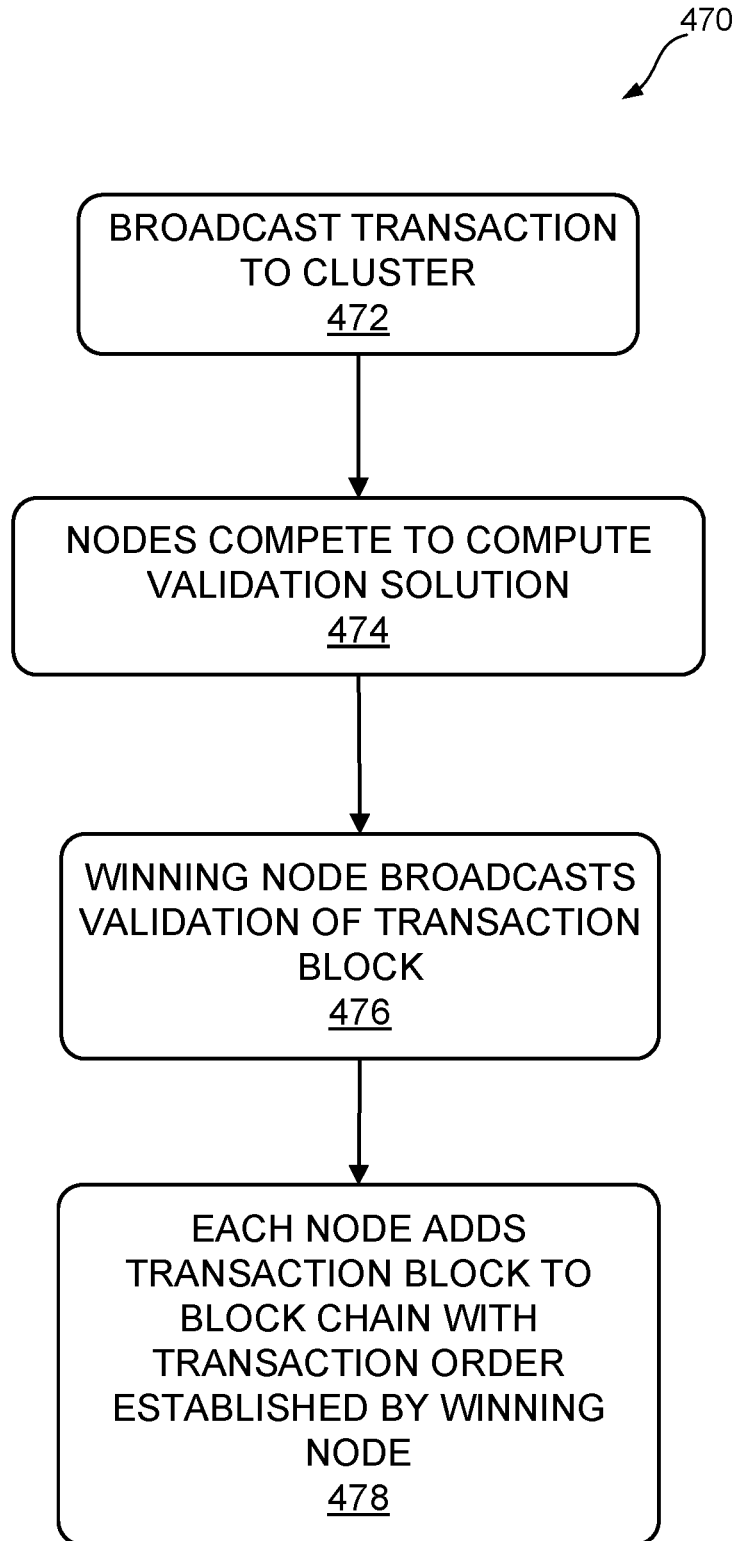 470
BROADCAST TRANSACTION
TO CLUSTER
472
NODES COMPETE TO COMPUTE
VALIDATION SOLUTION
474
WINNING NODE BROADCASTS
VALIDATION OF TRANSACTION
BLOCK
476
EACH NODE ADDS
TRANSACTION BLOCK TO
BLOCK CHAIN WITH
TRANSACTION ORDER
ESTABLISHED BY WINNING
NODE
478